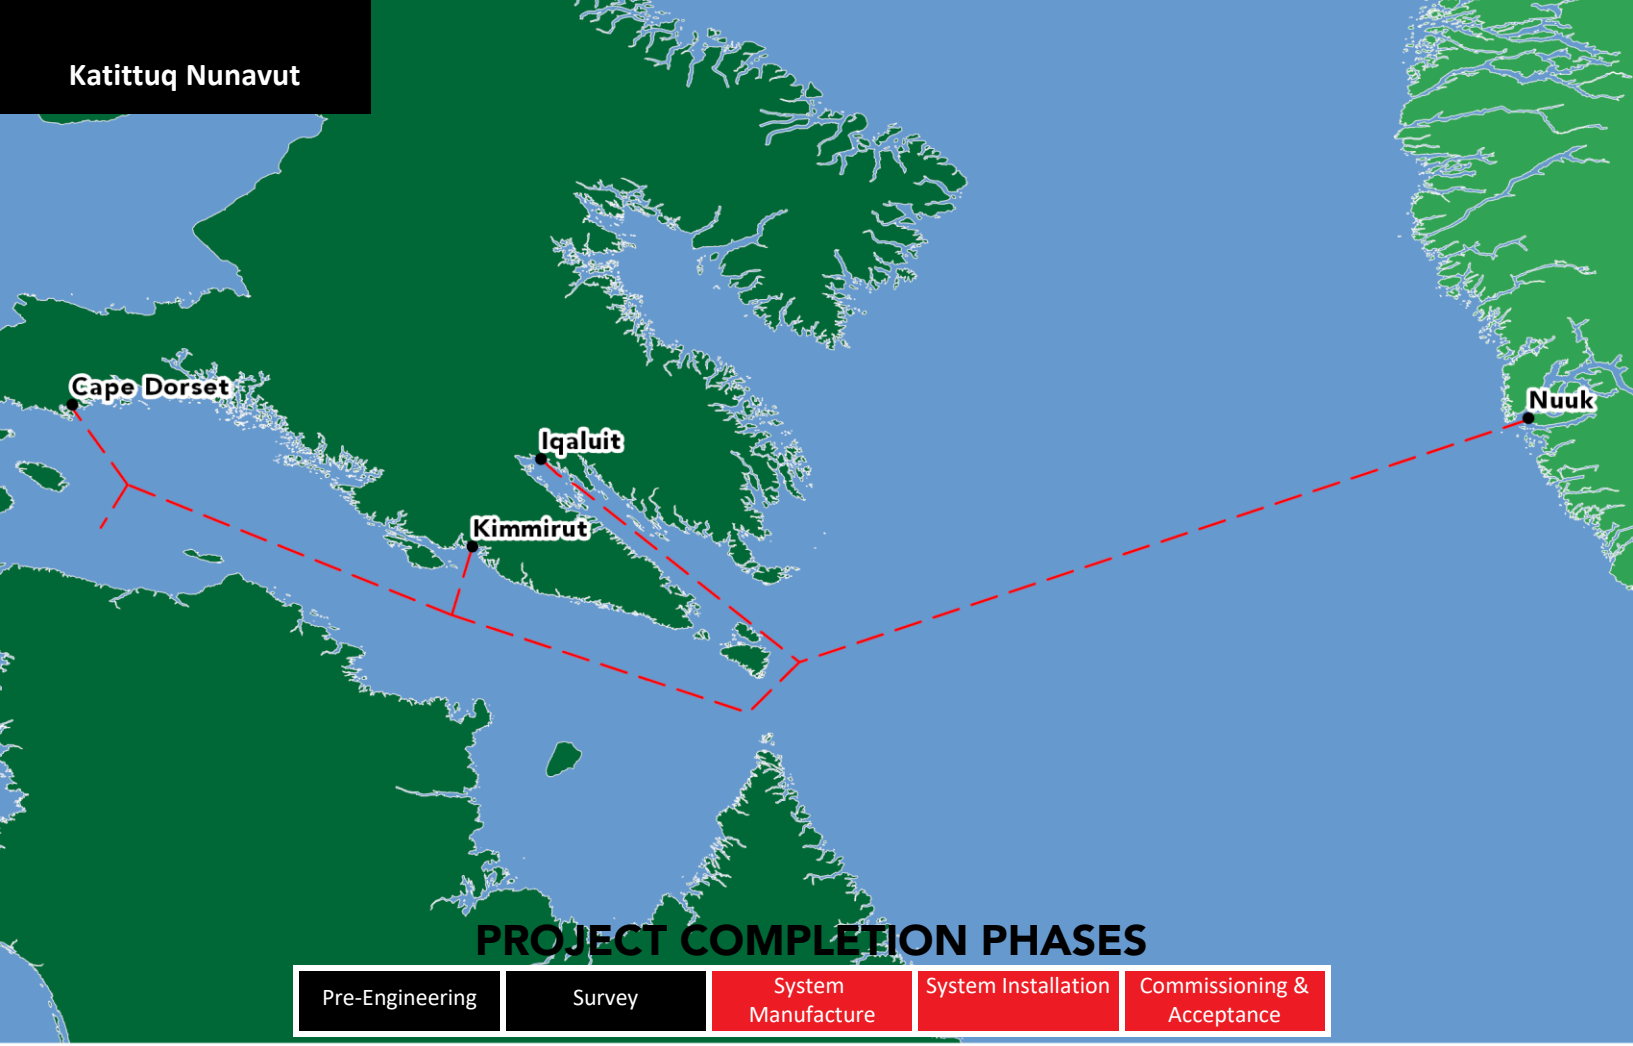 Katittuq Nunavut
Cape Dorset
Nuuk
Iqaluit
Kimmirut
PROJECT COMPLETION PHASES
Pre-Engineering
Survey
System
Manufacture
System Installation
Commissioning &
Acceptance